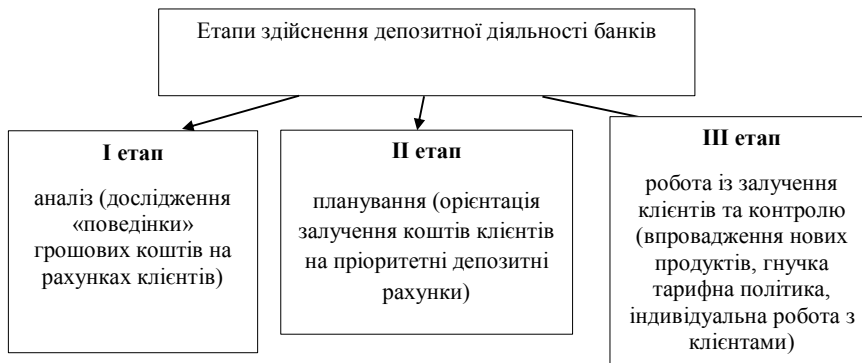 Етапи здійснення депозитної діяльності банків
І етап
аналіз (дослідження
«поведінки»
грошових коштів на
рахунках клієнтів)
ІІ етап
планування (орієнтація
залучення коштів клієнтів
на пріоритетні депозитні
рахунки)
ІІІ етап
робота із залучення
клієнтів та контролю
(впровадження нових
продуктів, гнучка
тарифна політика,
індивідуальна робота з
клієнтами)